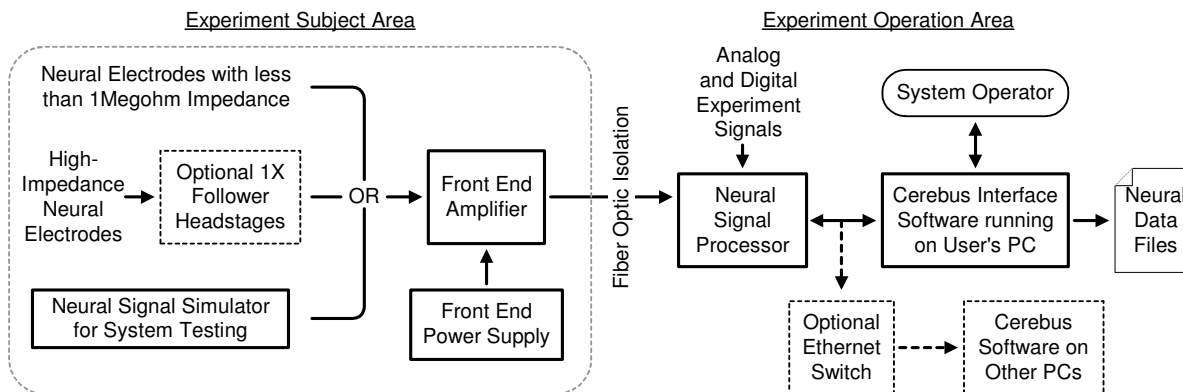 Experiment Subject Area
Neural Electrodes with less
than 1Megohm Impedance
High-
Impedance
Neural
Electrodes
Optional 1X
Follower
Headstages
OR
Front End
Amplifier
Neural Signal Simulator
for System Testing
Front End
Power Supply
Fiber Optic Isolation
Experiment Operation Area
Analog
and Digital
Experiment
Signals
System Operator
Neural
Signal
Processor
Cerebus Interface
Software running
on User's PC
Neural
Data
Files
Optional
Ethernet
Switch
Cerebus
Software on
Other PCs